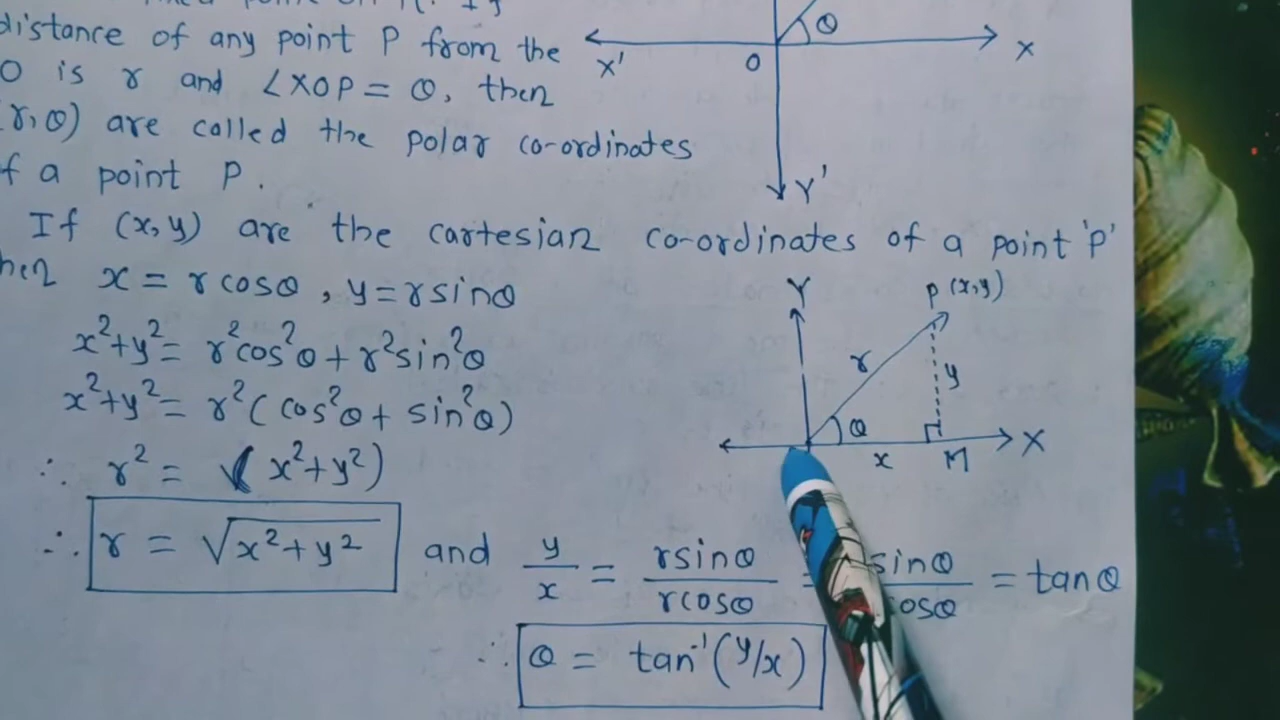 distance of any point P from the
O is r and ∠XOP = θ, then
(r, θ) are called the polar co-ordinates
of a point P.
If (x, y) are the cartesian co-ordinates of a point 'P'
then x = r cosθ, y = r sinθ
x²+y² = r²cos²θ + r²sin²θ
x²+y² = r²(cos²θ + sin²θ)
∴ r² = (x²+y²)
∴ r = √x²+y² and y/x = rsinθ/rcosθ = sinθ/cosθ = tanθ
∴ θ = tan⁻¹(y/x)
θ
X' O X
Y'
Y P (x, y)
r y
θ
x M X